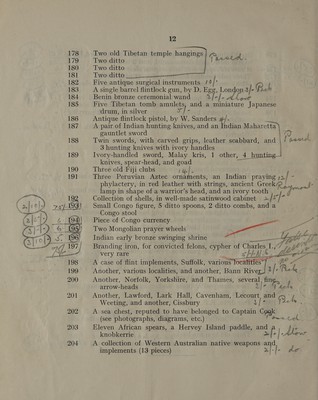 12
178 Two old Tibetan temple hangings
179 Two ditto
180 Two ditto
181 Two ditto
182 Five antique surgical instruments
183 A single barrel flintlock gun, by D. Egg, London
184 Benin bronze ceremonial wand
185 Five Tibetan tomb amulets, and a miniature Japanese
drum, in silver
186 Antique flintlock pistol, by W. Sanders
187 A pair of Indian hunting knives, and an Indian Maharetta
gauntlet sword
188 Twin swords, with carved grips, leather scabbard, and
3 hunting knives with ivory handles
189 Ivory-handled sword, Malay kris, 1 other, 4 hunting
knives, spear-head, and goad
190 Three old Fiji clubs
191 Three Peruvian Aztec ornaments, an Indian praying
phylactery, in red leather with strings, ancient Greek
lamp in shape of a warrior's head, and an ivory tooth
192 Collection of shells, in well-made satinwood cabinet
193 Small Congo figure, 5 ditto spoons, 2 ditto combs, and a
Congo stool
194 Piece of Congo currency
195 Two Mongolian prayer wheels
196 Indian early bronze swinging shrine
197 Branding iron, for convicted felons, cypher of Charles I.,
very rare
198 A case of flint implements, Suffolk, various localities
199 Another, various localities, and another, Bann River
200 Another, Norfolk, Yorkshire, and Thames, several fine
arrow-heads
201 Another, Lawford, Lark Hall, Cavenham, Lecourt and
Weeting, and another, Cissbury
202 A sea chest, reputed to have belonged to Captain Cook
(see photographs, diagrams, etc.)
203 Eleven African spears, a Hervey Island paddle, and a
knobkerrie
204 A collection of Western Australian native weapons and
implements (13 pieces)